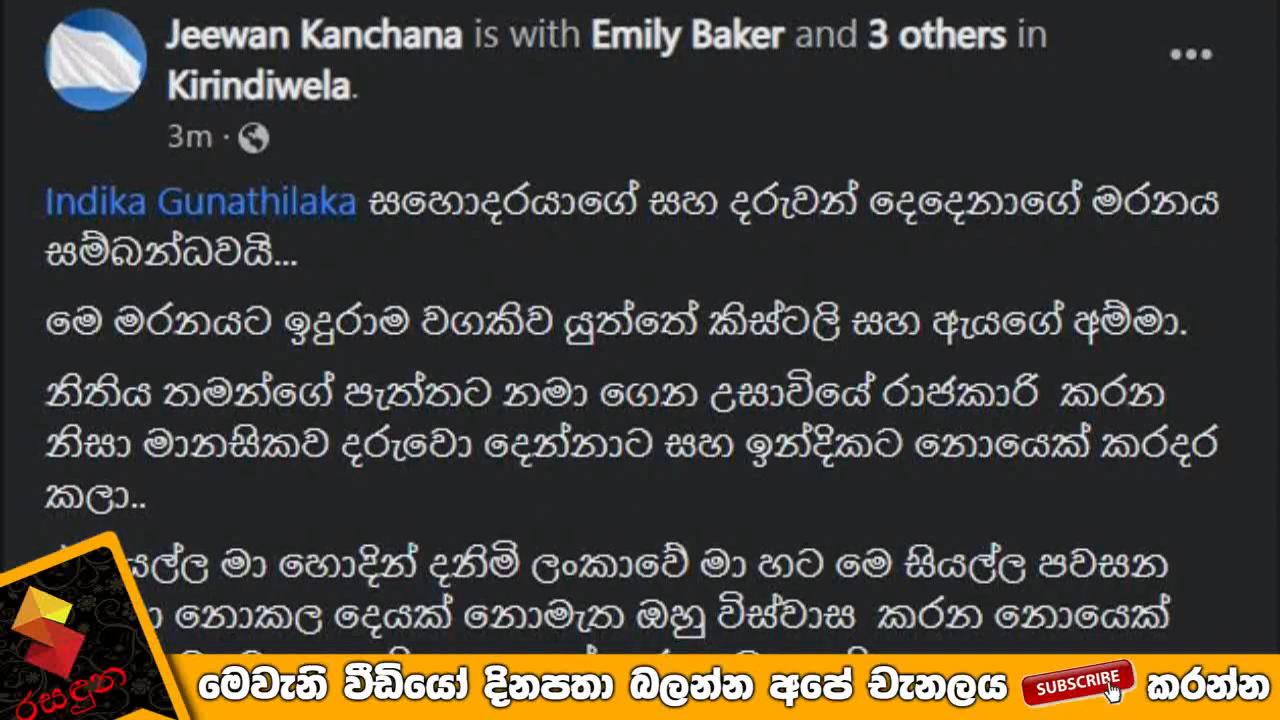 Jeewan Kanchana is with Emily Baker and 3 others in
Kirindiwela.
3m ·
Indika Gunathilaka සහොදරයාගේ සහ දරුවන් දෙදෙනාගේ මරනය
සම්බන්ධවයි...
මෙ මරනයට ඉදුරාම වගකිව යුත්තේ කිස්ටලි සහ ඇයගේ අම්මා.
නිතිය තමන්ගේ පැත්තට නමා ගෙන උසාවියේ රාජකාරි කරන
නිසා මානසිකව දරුවො දෙන්නාට සහ ඉන්දිකට නොයෙක් කරදර
කලා..
මා හොදින් දනිමි ලංකාවේ මා හට මෙ සියල්ල පවසන
නොකල දෙයක් නොමැත ඔහු විස්වාස කරන නොයෙක්
රසඳුන
මෙවැනි වීඩියෝ දිනපතා බලන්න අපේ චැනලය SUBSCRIBE කරන්න